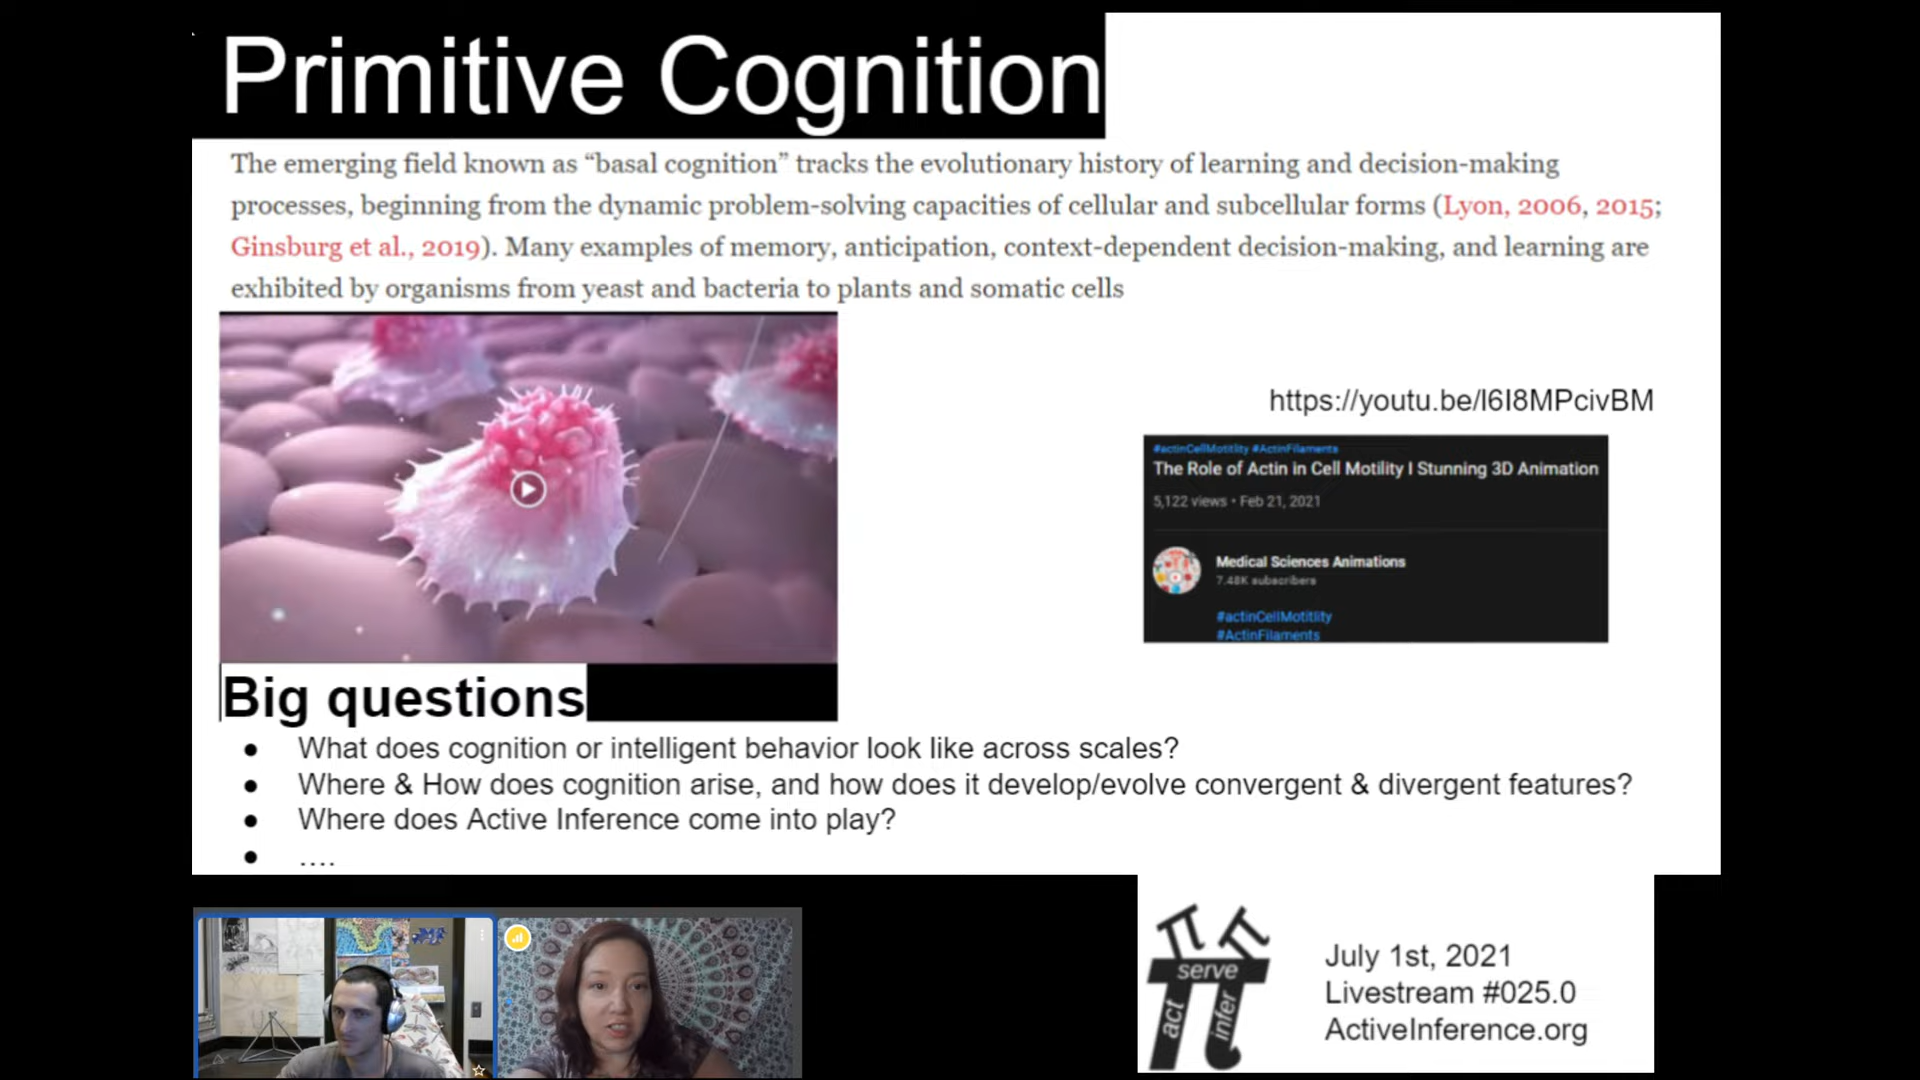 Primitive Cognition
The emerging field known as “basal cognition” tracks the evolutionary history of learning and decision-making
processes, beginning from the dynamic problem-solving capacities of cellular and subcellular forms (Lyon, 2006, 2015;
Ginsburg et al., 2019). Many examples of memory, anticipation, context-dependent decision-making, and learning are
exhibited by organisms from yeast and bacteria to plants and somatic cells
https://youtu.be/I6I8MPcivBM
#actinCellMotitlity #ActinFilaments
The Role of Actin in Cell Motility I Stunning 3D Animation
5,122 views • Feb 21, 2021
Medical Sciences Animations
7.48K subscribers
#actinCellMotitlity
#ActinFilaments
Big questions
● What does cognition or intelligent behavior look like across scales?
● Where & How does cognition arise, and how does it develop/evolve convergent & divergent features?
● Where does Active Inference come into play?
● ....
serve
act
infer
July 1st, 2021
Livestream #025.0
ActiveInference.org